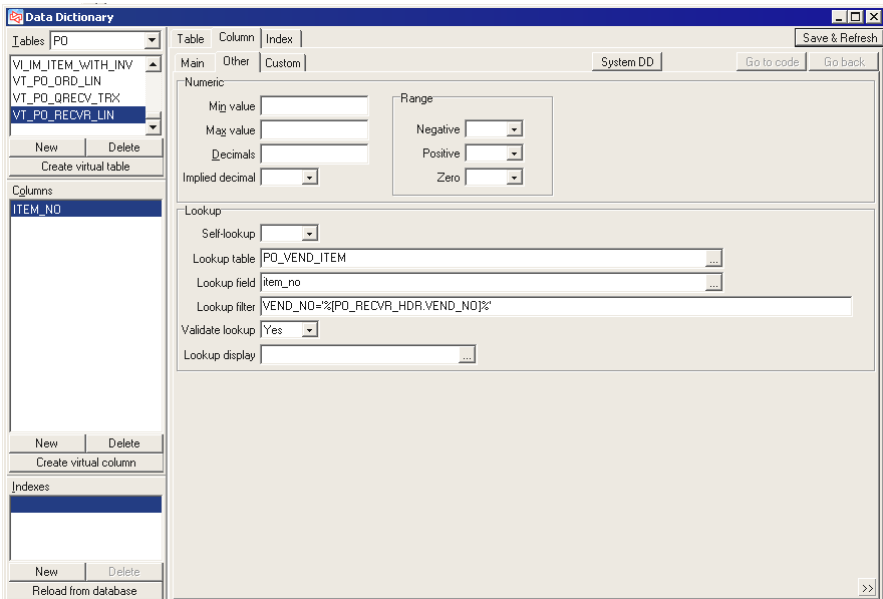 Data Dictionary
Tables PO
VI_IM_ITEM_WITH_INV
VT_PO_ORD_LIN
VT_PO_QRECV_TRX
VT_PO_RECVR_LIN
New Delete
Create virtual table
Columns
ITEM_NO
New Delete
Create virtual column
Indexes
New Delete
Reload from database
Table Column Index
Save & Refresh
Main Other Custom
System DD Go to code Go back
Numeric
Min value
Max value
Decimals
Implied decimal
Range
Negative
Positive
Zero
Lookup
Self-lookup
Lookup table PO_VEND_ITEM ...
Lookup field item_no ...
Lookup filter VEND_NO='%[PO_RECVR_HDR.VEND_NO]%'
Validate lookup Yes
Lookup display ...
>>